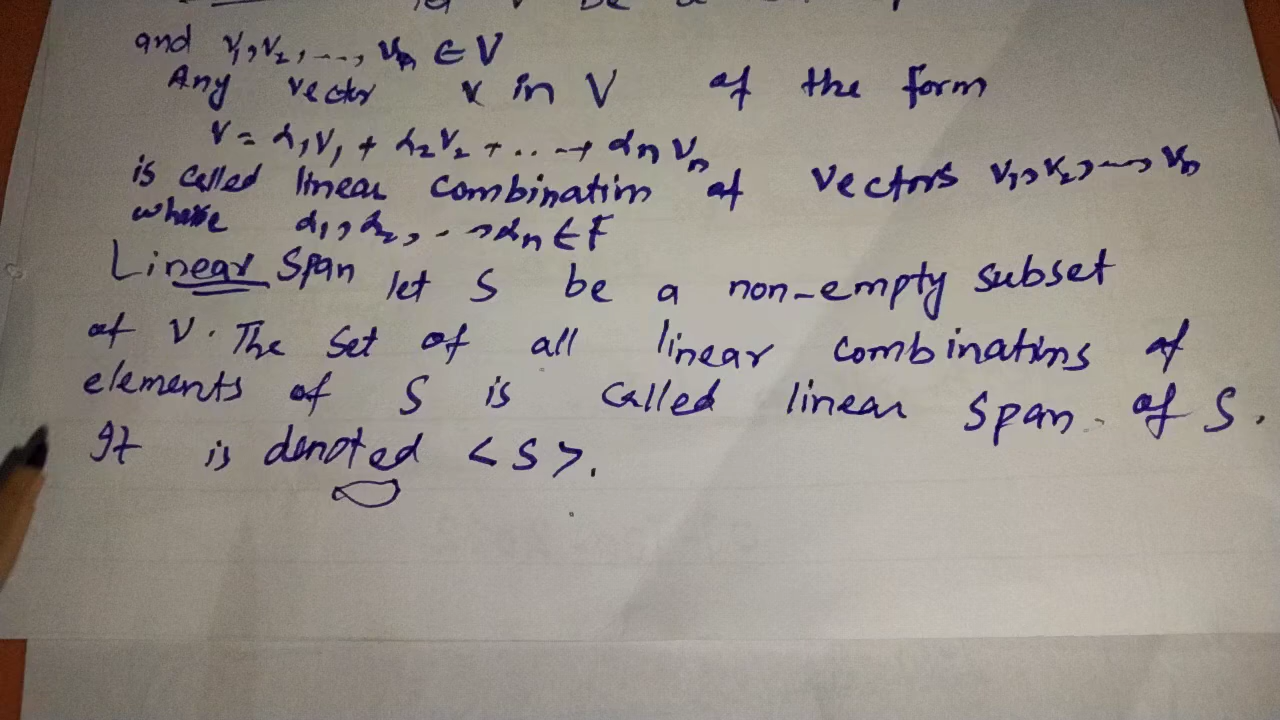 let V be a
and v₁, v₂, ..., vₙ ∈ V
Any vector v in V of the form
v = α₁v₁ + α₂v₂ + ... + αₙvₙ
is called linear combination of vectors v₁, v₂, ..., vₙ
where α₁, α₂, ..., αₙ ∈ F
Linear Span let S be a non-empty subset
of V. The set of all linear combinations of
elements of S is called linear span of S.
It is denoted <S>.